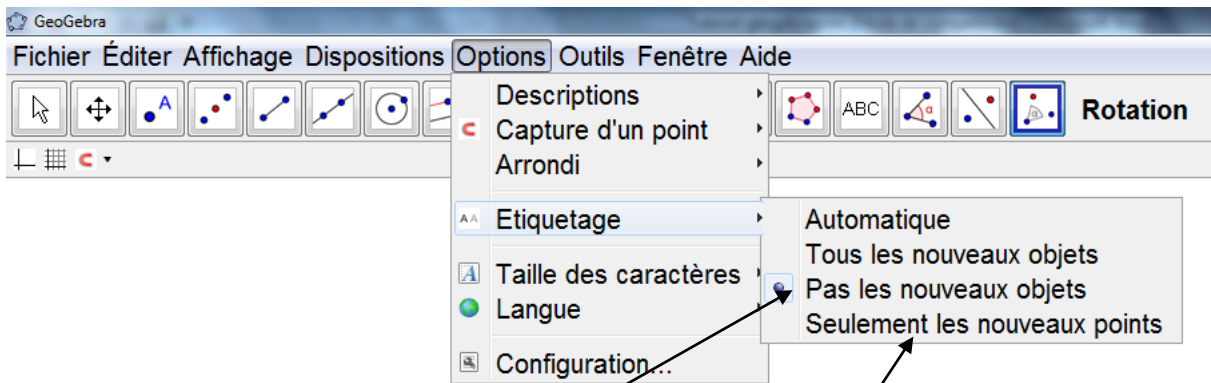 GeoGebra
Fichier Éditer Affichage Dispositions Options Outils Fenêtre Aide
A ABC α Rotation
Descriptions
Capture d'un point
Arrondi
AA Etiquetage
A Taille des caractères
Langue
Configuration...
Automatique
Tous les nouveaux objets
Pas les nouveaux objets
Seulement les nouveaux points